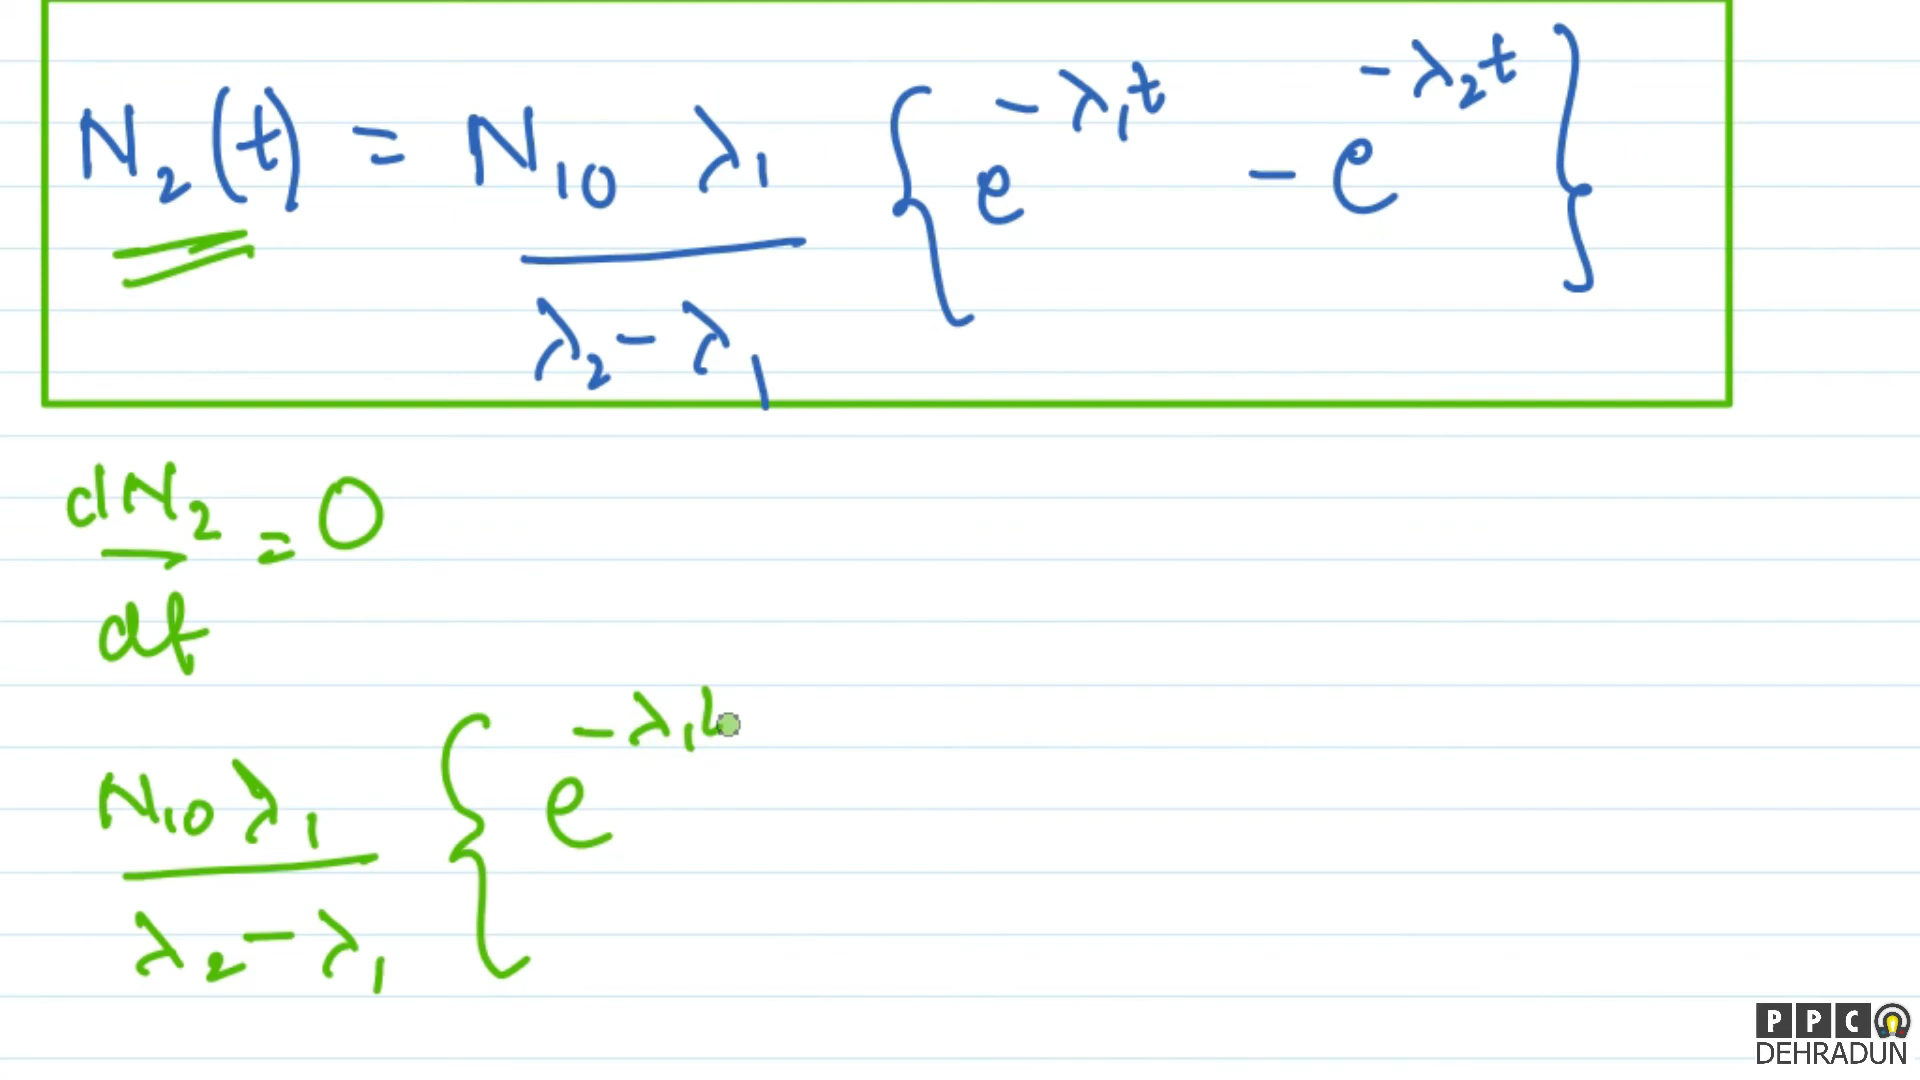 N₂(t) = N₁₀ λ₁ / (λ₂ - λ₁) { e^(-λ₁t) - e^(-λ₂t) }
dN₂/dt = 0
N₁₀ λ₁ / (λ₂ - λ₁) { e^(-λ₁
PPC
DEHRADUN